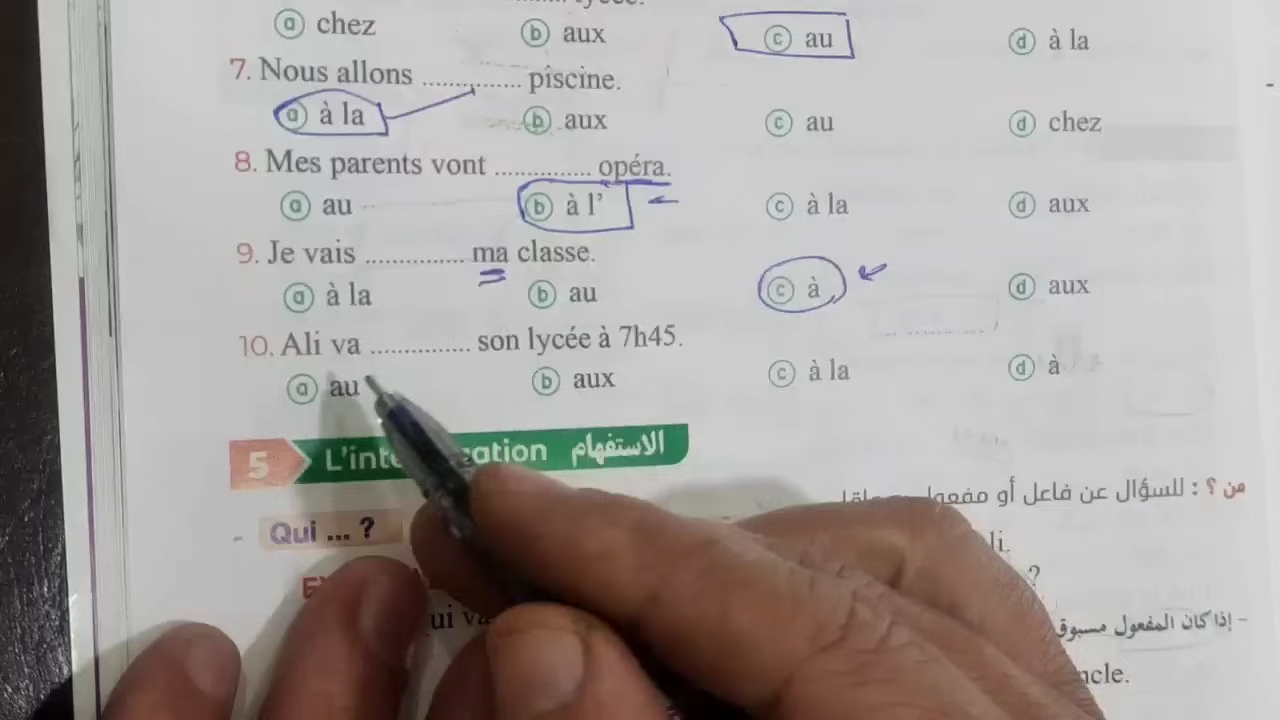 ⓐ chez ⓑ aux ⓒ au ⓓ à la
7. Nous allons .............. piscine.
ⓐ à la ⓑ aux ⓒ au ⓓ chez
8. Mes parents vont .............. opéra.
ⓐ au ⓑ à l' ⓒ à la ⓓ aux
9. Je vais .............. ma classe.
ⓐ à la ⓑ au ⓒ à ⓓ aux
10. Ali va .............. son lycée à 7h45.
ⓐ au ⓑ aux ⓒ à la ⓓ à
5 الاستفهام
- Qui ... ? من ؟ : للسؤال عن فاعل أو مفعول
li.
?
- إذا كان المفعول مسبوق
ncle.